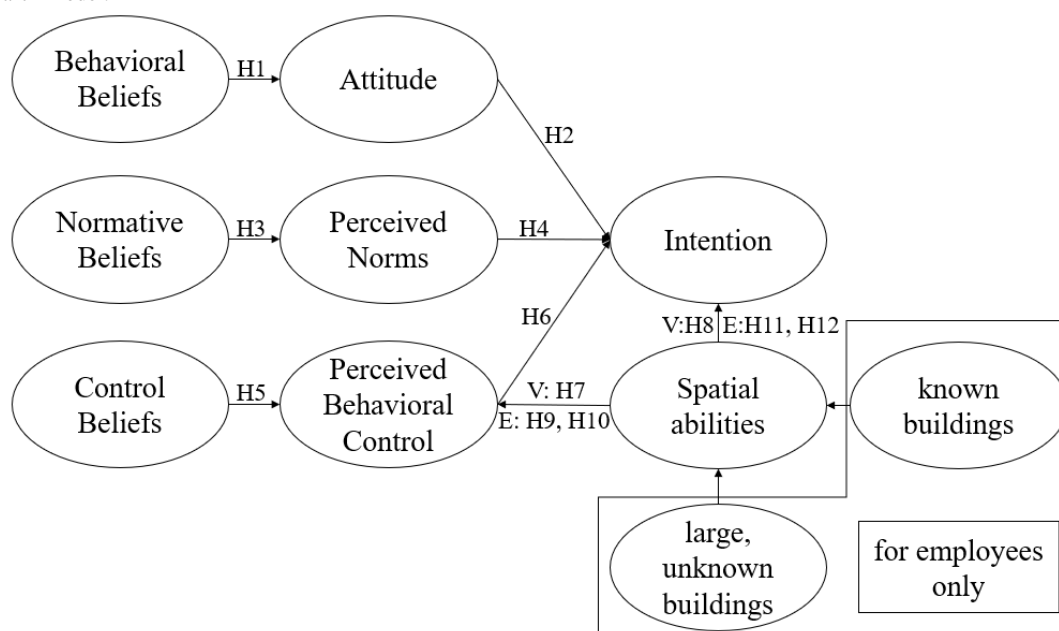 Behavioral
Beliefs
H1
Attitude
H2
Normative
Beliefs
H3
Perceived
Norms
H4
Intention
H6
V:H8
E:H11, H12
Control
Beliefs
H5
Perceived
Behavioral
Control
V: H7
E: H9, H10
Spatial
abilities
known
buildings
large,
unknown
buildings
for employees
only